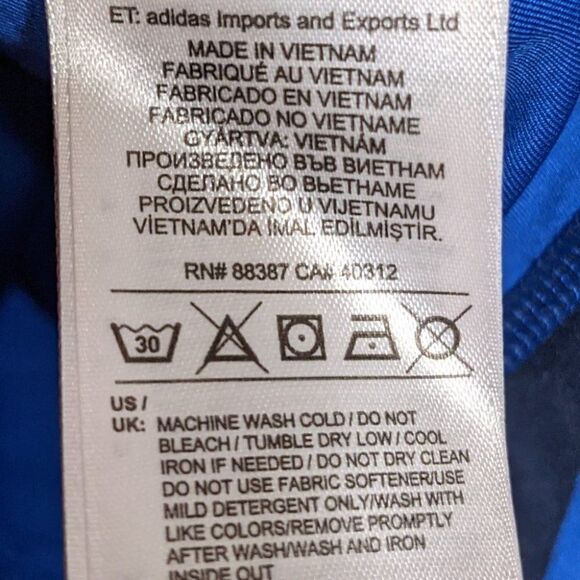 ET: adidas Imports and Exports Ltd
MADE IN VIETNAM
FABRIQUÉ AU VIETNAM
FABRICADO EN VIETNAM
FABRICADO NO VIETNAME
GYÁRTVA: VIETNÁM
ПРОИЗВЕДЕНО ВЪВ ВИЕТНАМ
СДЕЛАНО ВО ВЬЕТНАМЕ
PROIZVEDENO U VIJETNAMU
VİETNAM'DA İMAL EDİLMİŞTİR.
RN# 88387 CA# 40312
30
US /
UK: MACHINE WASH COLD / DO NOT
BLEACH / TUMBLE DRY LOW / COOL
IRON IF NEEDED / DO NOT DRY CLEAN
DO NOT USE FABRIC SOFTENER/USE
MILD DETERGENT ONLY/WASH WITH
LIKE COLORS/REMOVE PROMPTLY
AFTER WASH/WASH AND IRON
INSIDE OUT